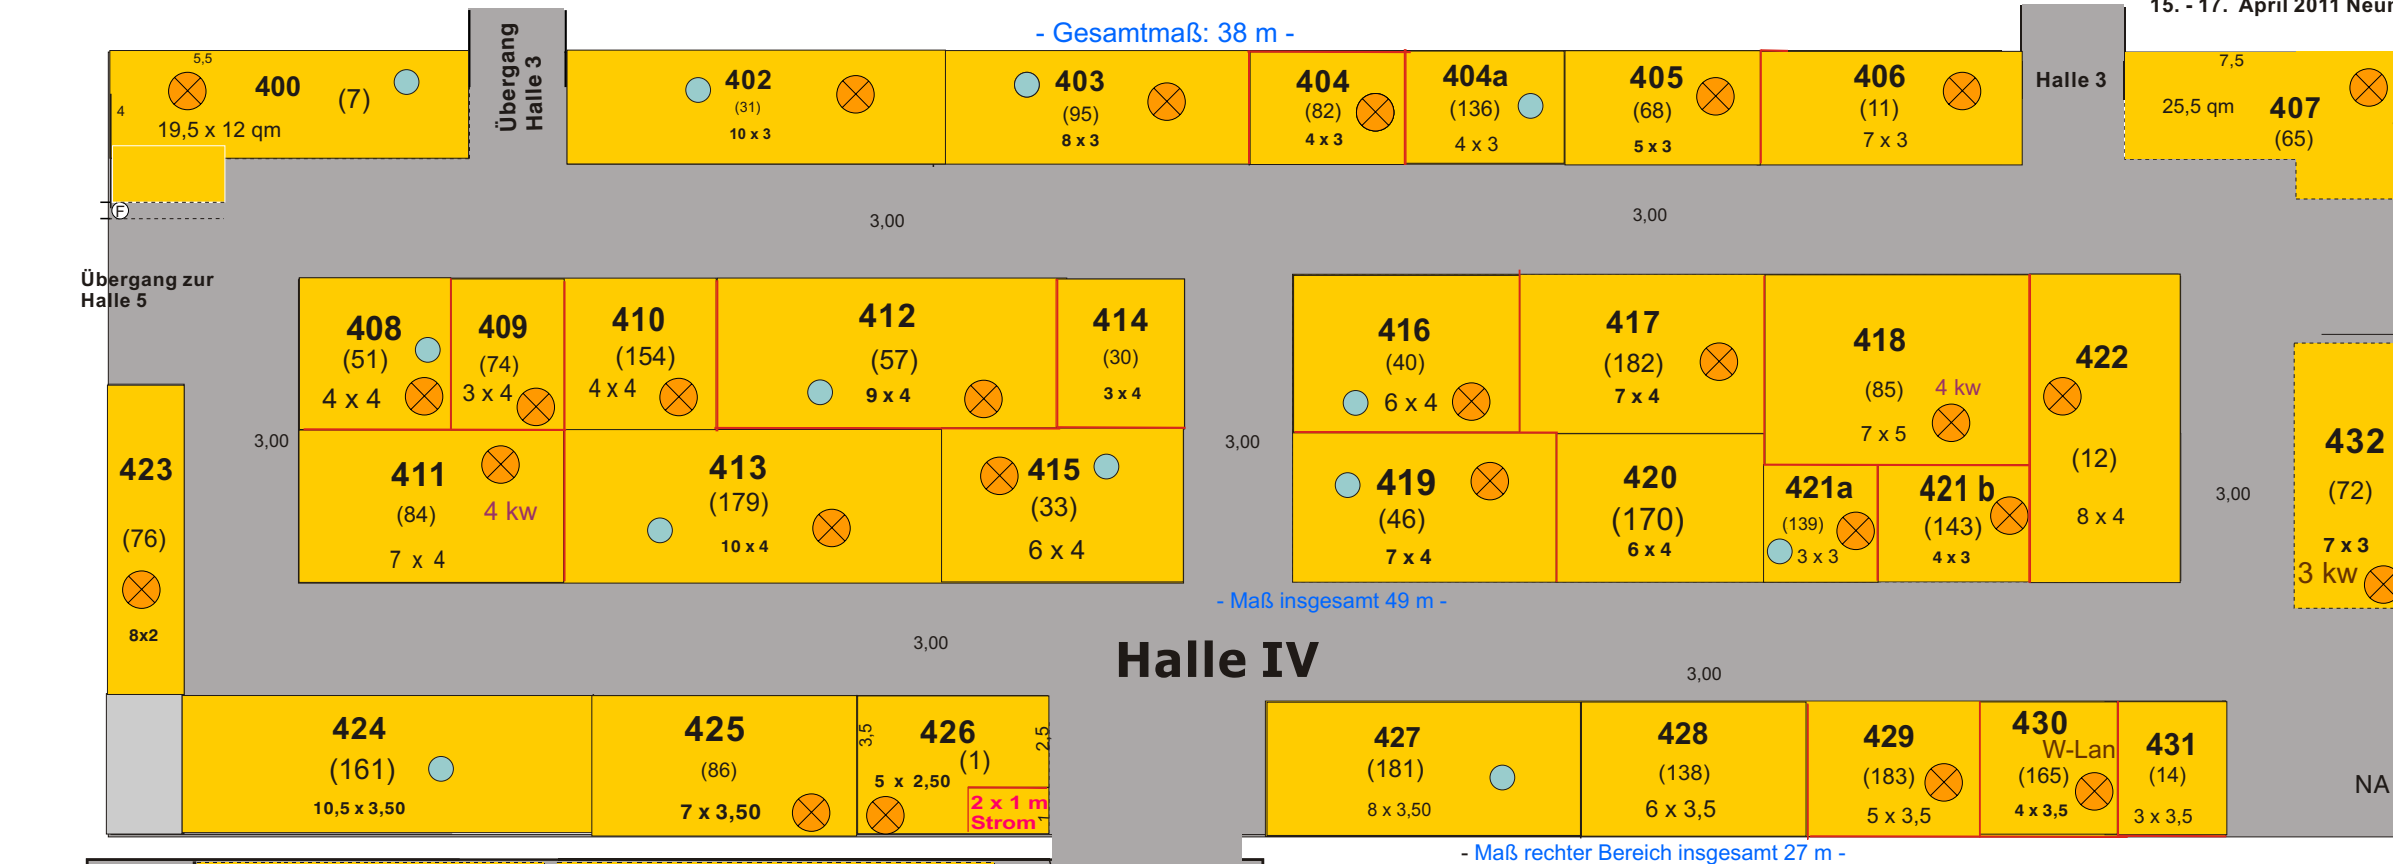 15. - 17. April 2011 Neun
- Gesamtmaß: 38 m -
5,5
400
(7)
4
19,5 x 12 qm
Übergang
Halle 3
402
(31)
10 x 3
403
(95)
8 x 3
404
(82)
4 x 3
404a
(136)
4 x 3
405
(68)
5 x 3
406
(11)
7 x 3
Halle 3
7,5
25,5 qm
407
(65)
F
3,00
3,00
Übergang zur
Halle 5
408
(51)
4 x 4
409
(74)
3 x 4
410
(154)
4 x 4
412
(57)
9 x 4
414
(30)
3 x 4
416
(40)
6 x 4
417
(182)
7 x 4
418
(85)
4 kw
7 x 5
422
(12)
8 x 4
423
(76)
8x2
3,00
411
(84)
4 kw
7 x 4
413
(179)
10 x 4
415
(33)
6 x 4
3,00
419
(46)
7 x 4
420
(170)
6 x 4
421a
(139)
3 x 3
421 b
(143)
4 x 3
3,00
432
(72)
7 x 3
3 kw
- Maß insgesamt 49 m -
3,00
Halle IV
3,00
424
(161)
10,5 x 3,50
425
(86)
7 x 3,50
3,5
426
(1)
2,5
5 x 2,50
2 x 1 m
Strom
1
427
(181)
8 x 3,50
428
(138)
6 x 3,5
429
(183)
5 x 3,5
430
W-Lan
(165)
4 x 3,5
431
(14)
3 x 3,5
NA
- Maß rechter Bereich insgesamt 27 m -